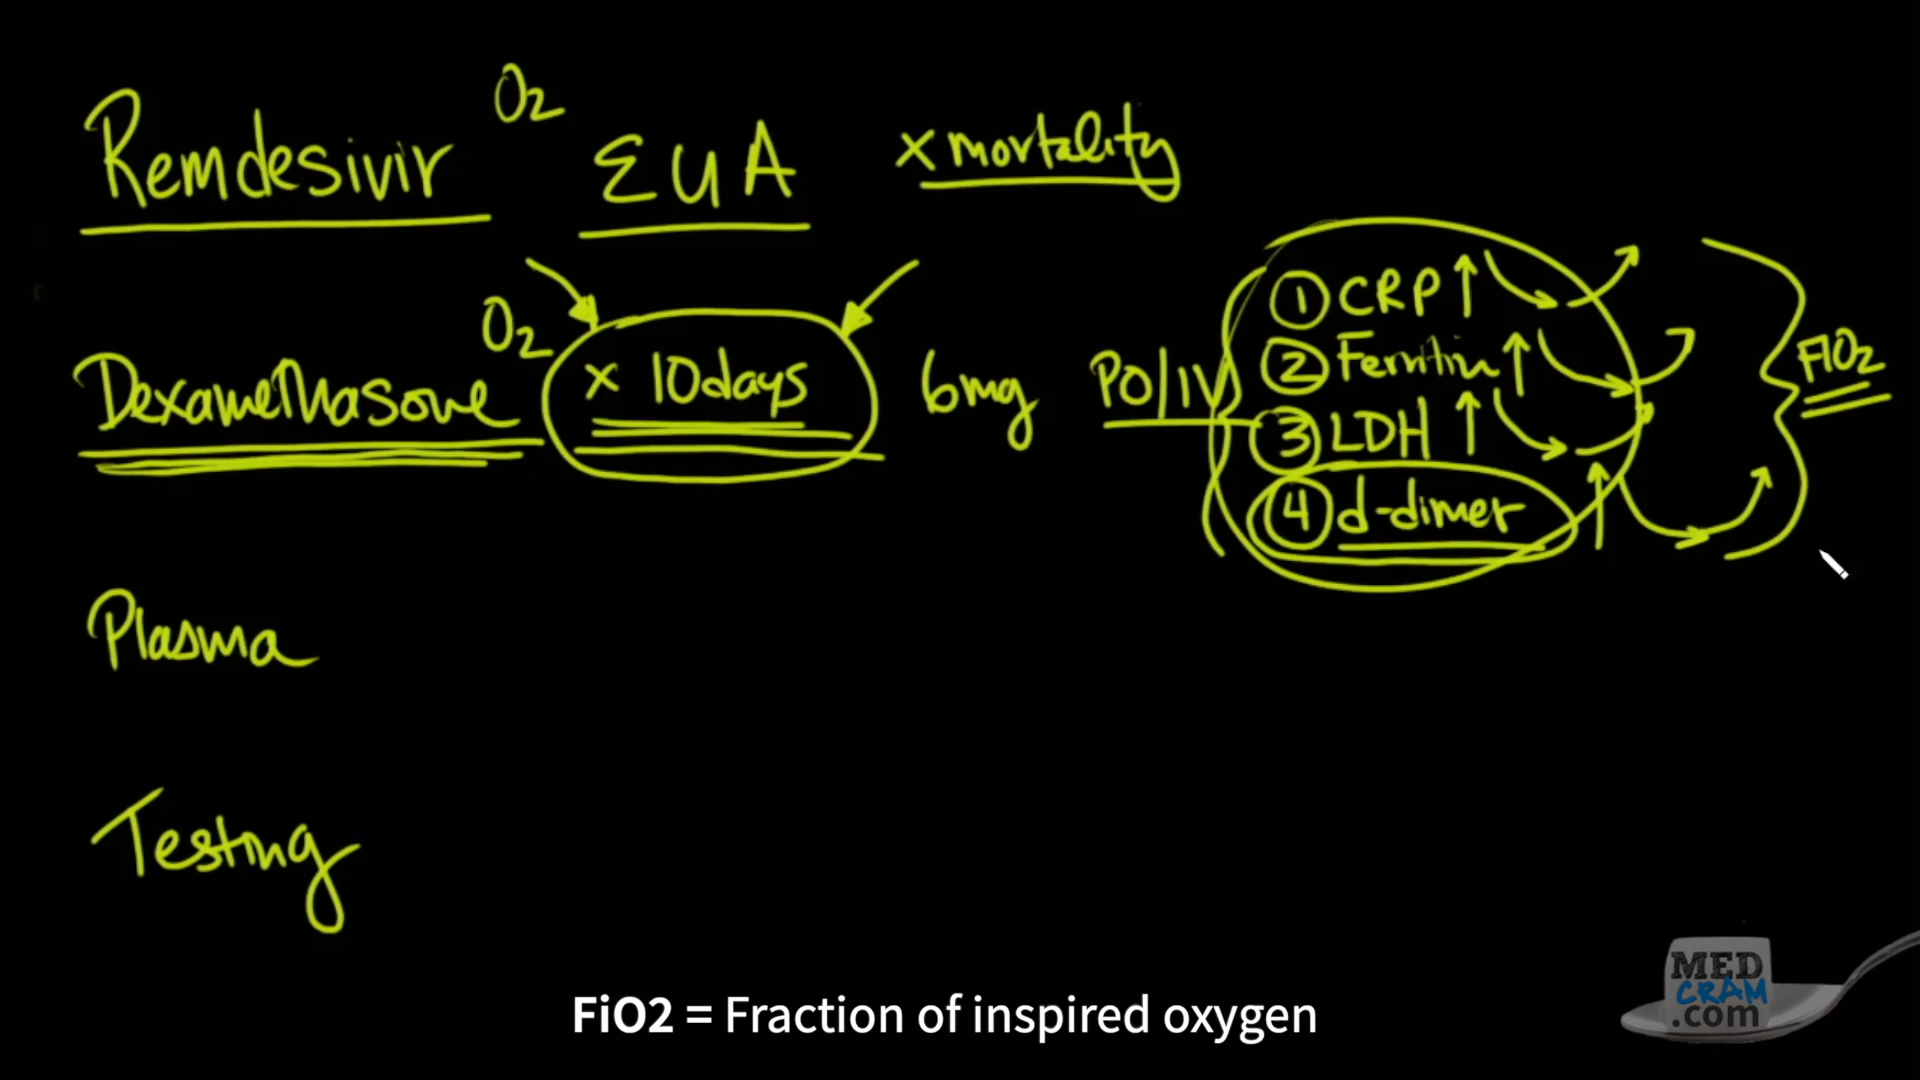 Remdesivir O2 EUA x mortality
Dexamethasone O2 x 10days 6mg PO/IV
① CRP ↑
② Ferritin ↑
③ LDH ↑
④ d-dimer ↑
FIO2
Plasma
Testing
FiO2 = Fraction of inspired oxygen
MED
CRAM
.com